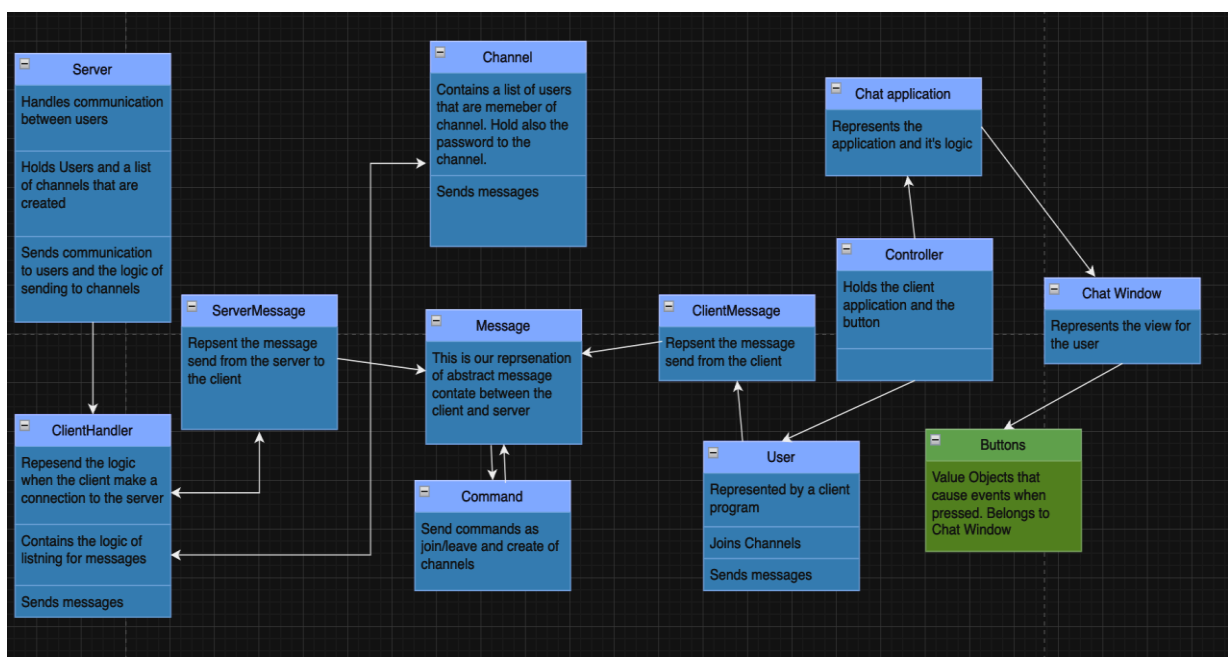 Server
Handles communication
between users
Holds Users and a list
of channels that are
created
Sends communication
to users and the logic of
sending to channels
Channel
Contains a list of users
that are memeber of
channel. Hold also the
password to the
channel.
Sends messages
Chat application
Represents the
application and it's logic
Controller
Holds the client
application and the
button
Chat Window
Represents the view for
the user
ServerMessage
Repsent the message
send from the server to
the client
Message
This is our reprsenation
of abstract message
contate between the
client and server
ClientMessage
Repsent the message
send from the client
ClientHandler
Repesend the logic
when the client make a
connection to the server
Contains the logic of
listning for messages
Sends messages
Command
Send commands as
join/leave and create of
channels
User
Represented by a client
program
Joins Channels
Sends messages
Buttons
Value Objects that
cause events when
pressed. Belongs to
Chat Window